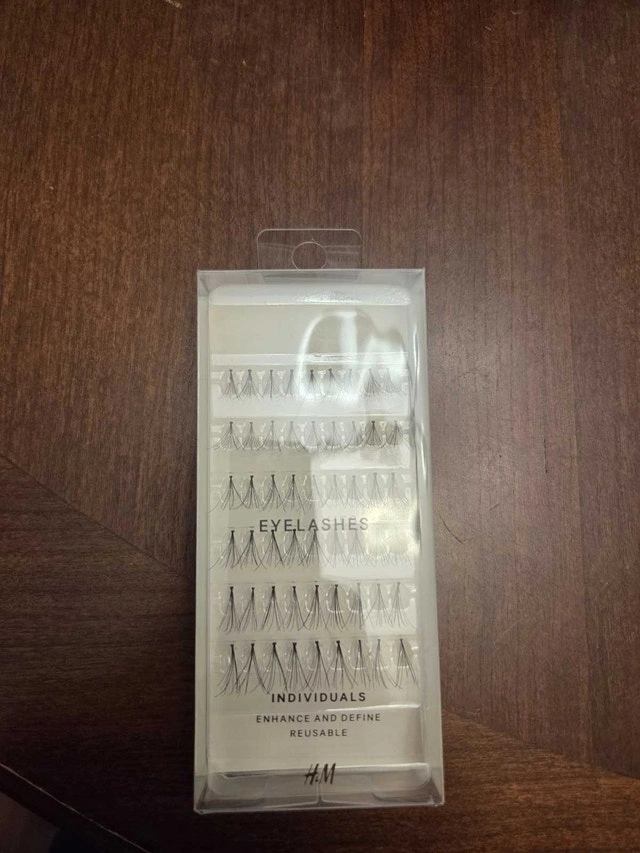 EYELASHES
INDIVIDUALS
ENHANCE AND DEFINE
REUSABLE
H&M